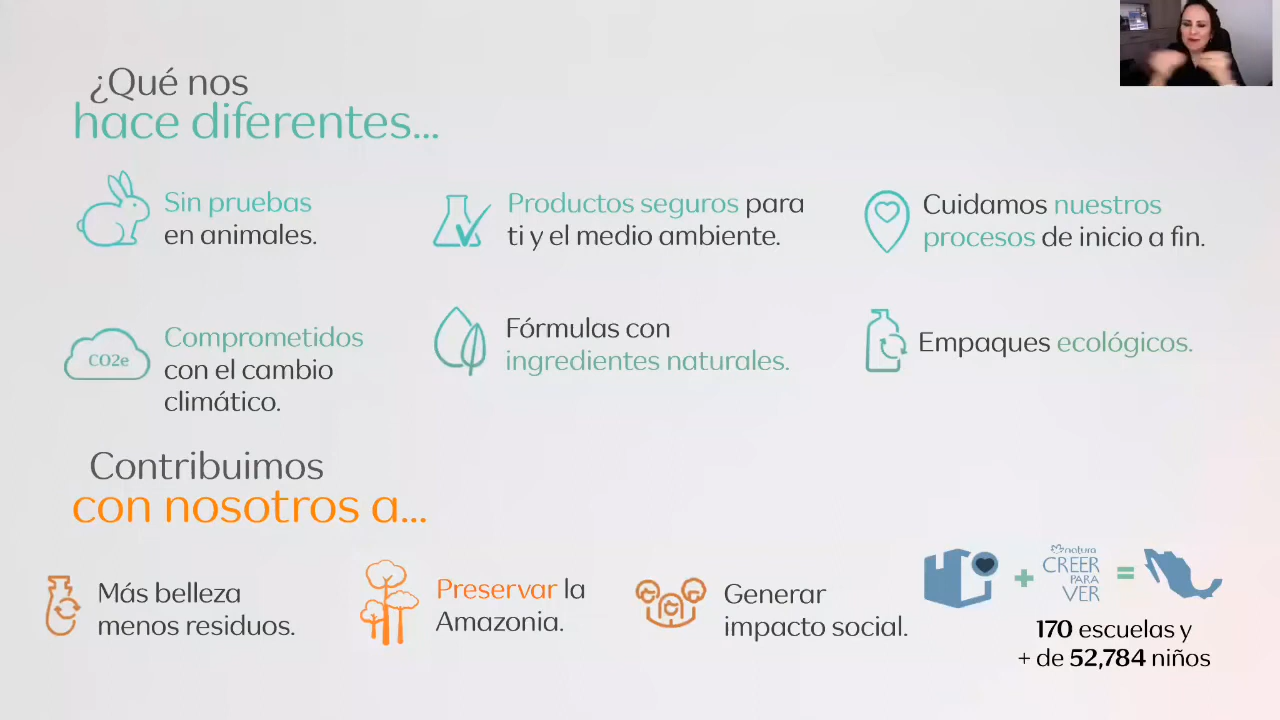 ¿Qué nos
hace diferentes...
Sin pruebas
en animales.
Productos seguros para
ti y el medio ambiente.
Cuidamos nuestros
procesos de inicio a fin.
CO2e
Comprometidos
con el cambio
climático.
Fórmulas con
ingredientes naturales.
Empaques ecológicos.
Contribuimos
con nosotros a...
Más belleza
menos residuos.
Preservar la
Amazonia.
Generar
impacto social.
+
natura
CREER
PARA
VER
=
170 escuelas y
+ de 52,784 niños